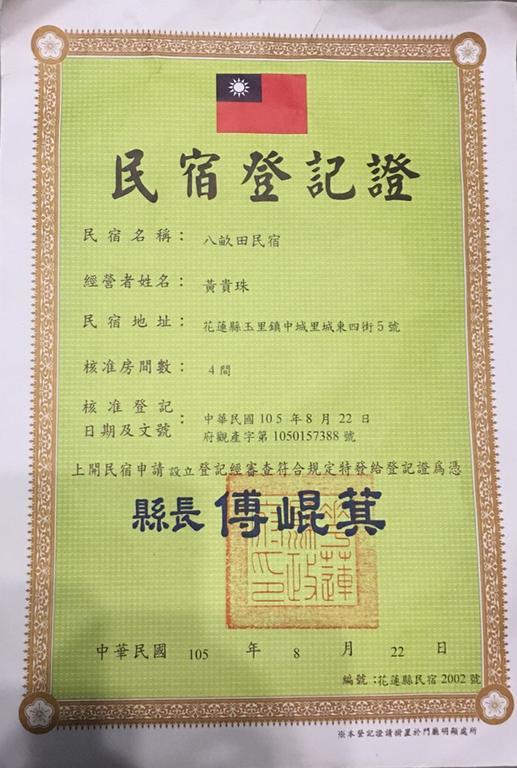 民宿登記證
民宿名稱： 八畝田民宿
經營者姓名： 黃貴珠
民宿地址： 花蓮縣玉里鎮中城里城東四街5號
核准房間數： 4間
核准登記
日期及文號： 中華民國105年8月22日
府觀產字第1050157388號
上開民宿申請設立登記經審查符合規定特發給登記證為憑
縣長 傅崐萁
花蓮縣政府印
中華民國 105 年 8 月 22 日
編號：花蓮縣民宿2002號
※本登記證請掛置於門廳明顯處所